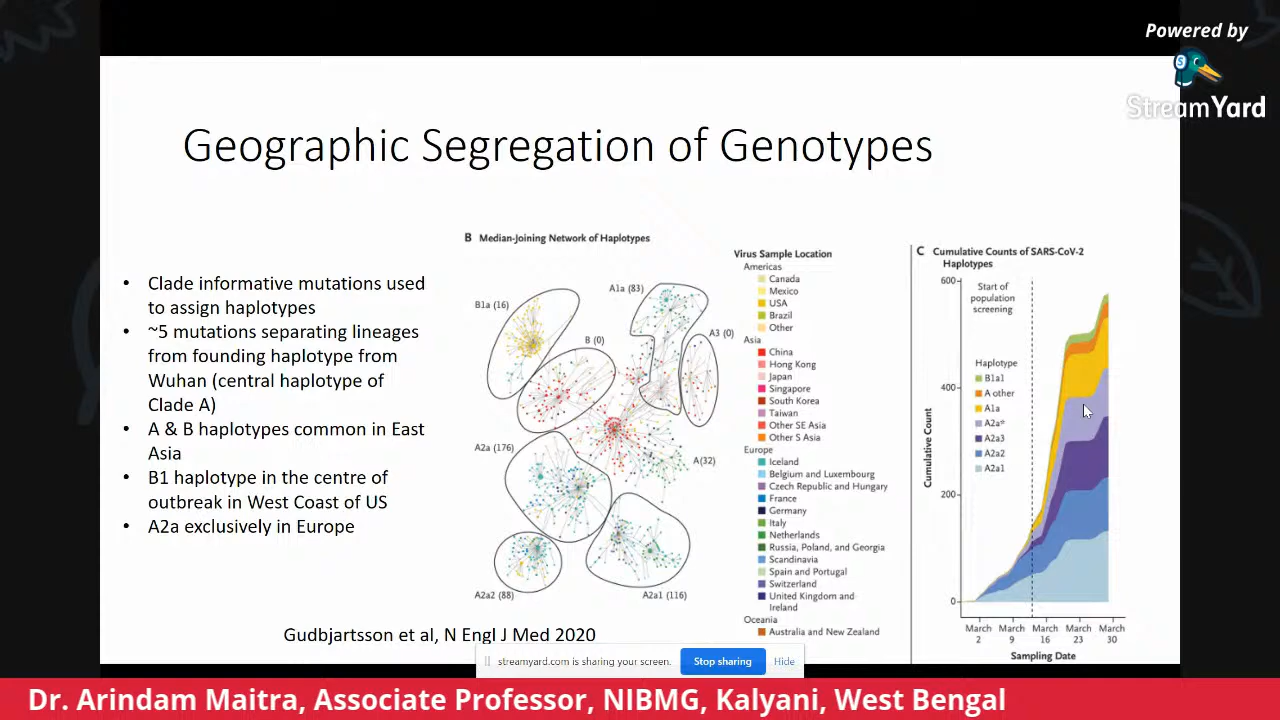 Powered by
StreamYard
Geographic Segregation of Genotypes
• Clade informative mutations used
to assign haplotypes
• ~5 mutations separating lineages
from founding haplotype from
Wuhan (central haplotype of
Clade A)
• A & B haplotypes common in East
Asia
• B1 haplotype in the centre of
outbreak in West Coast of US
• A2a exclusively in Europe
B Median-Joining Network of Haplotypes
B1a (16)
A1a (83)
B (0)
A3 (0)
A2a (176)
A(32)
A2a2 (88)
A2a1 (116)
Virus Sample Location
Americas
Canada
Mexico
USA
Brazil
Other
Asia
China
Hong Kong
Japan
Singapore
South Korea
Taiwan
Other SE Asia
Other S Asia
Europe
Iceland
Belgium and Luxembourg
Czech Republic and Hungary
France
Germany
Italy
Netherlands
Russia, Poland, and Georgia
Scandinavia
Spain and Portugal
Switzerland
United Kingdom and
Ireland
Oceania
Australia and New Zealand
C Cumulative Counts of SARS-CoV-2
Haplotypes
600
Start of
population
screening
Haplotype
B1a1
A other
A1a
A2a*
A2a3
A2a2
A2a1
400
200
0
Cumulative Count
March 2
March 9
March 16
March 23
March 30
Sampling Date
Guðbjartsson et al, N Engl J Med 2020
streamyard.com is sharing your screen.
Stop sharing
Hide
Dr. Arindam Maitra, Associate Professor, NIBMG, Kalyani, West Bengal